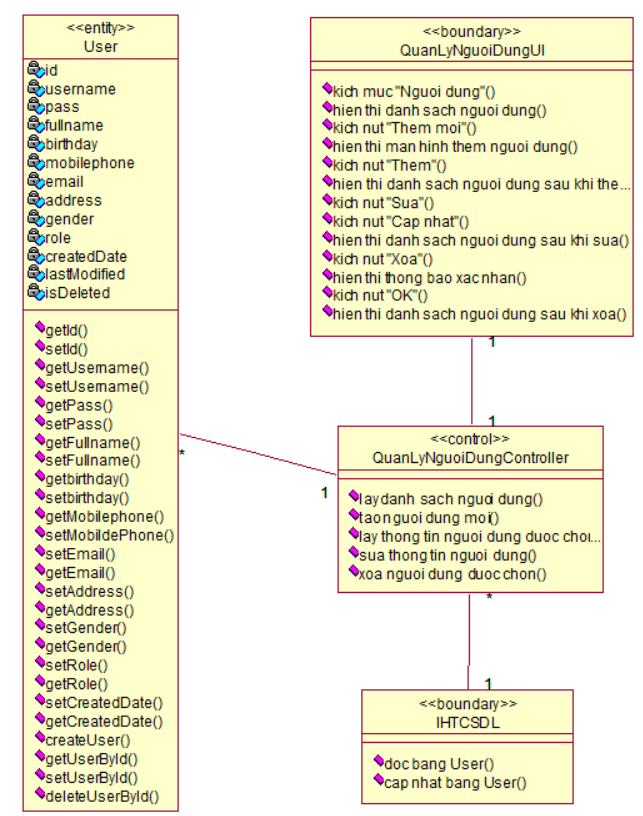 <<entity>>
User
id
username
pass
fullname
birthday
mobilephone
email
address
gender
role
createdDate
lastModified
isDeleted
getId()
setId()
getUsername()
setUsername()
getPass()
setPass()
getFullname()
setFullname()
getbirthday()
setbirthday()
getMobilephone()
setMobildePhone()
setEmail()
getEmail()
setAddress()
getAddress()
setGender()
getGender()
setRole()
getRole()
setCreatedDate()
getCreatedDate()
createUser()
getUserById()
setUserById()
deleteUserById()
<<boundary>>
QuanLyNguoiDungUI
kich muc "Nguoi dung"()
hien thi danh sach nguoi dung()
kich nut "Them moi"()
hien thi man hinh them nguoi dung()
kich nut "Them"()
hien thi danh sach nguoi dung sau khi the...
kich nut "Sua"()
kich nut "Cap nhat"()
hien thi danh sach nguoi dung sau khi sua()
kich nut "Xoa"()
hien thi thong bao xac nhan()
kich nut "OK"()
hien thi danh sach nguoi dung sau khi xoa()
1
1
<<control>>
QuanLyNguoiDungController
lay danh sach nguoi dung()
tao nguoi dung moi()
lay thong tin nguoi dung duoc chon...
sua thong tin nguoi dung()
xoa nguoi dung duoc chon()
*
1
*
1
<<boundary>>
IHTCSDL
doc bang User()
cap nhat bang User()